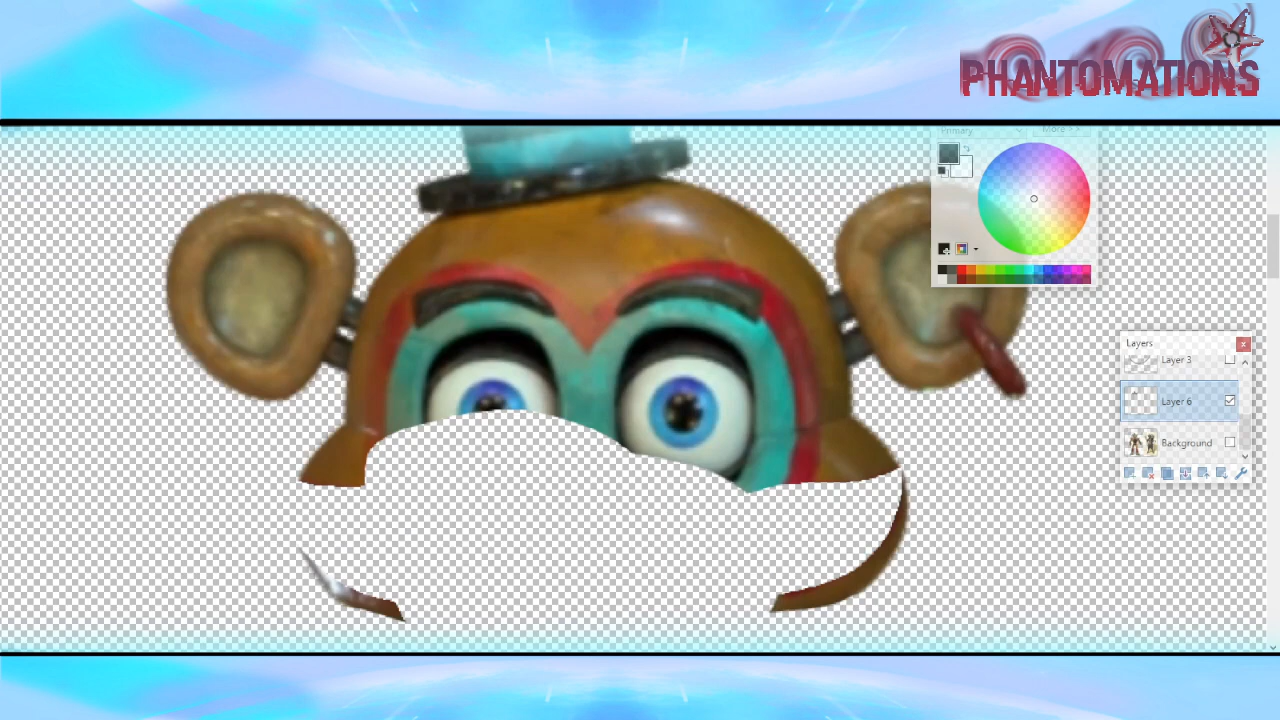 PHANTOMATIONS
Primary
More >>
Layers
Layer 3
Layer 6
Background